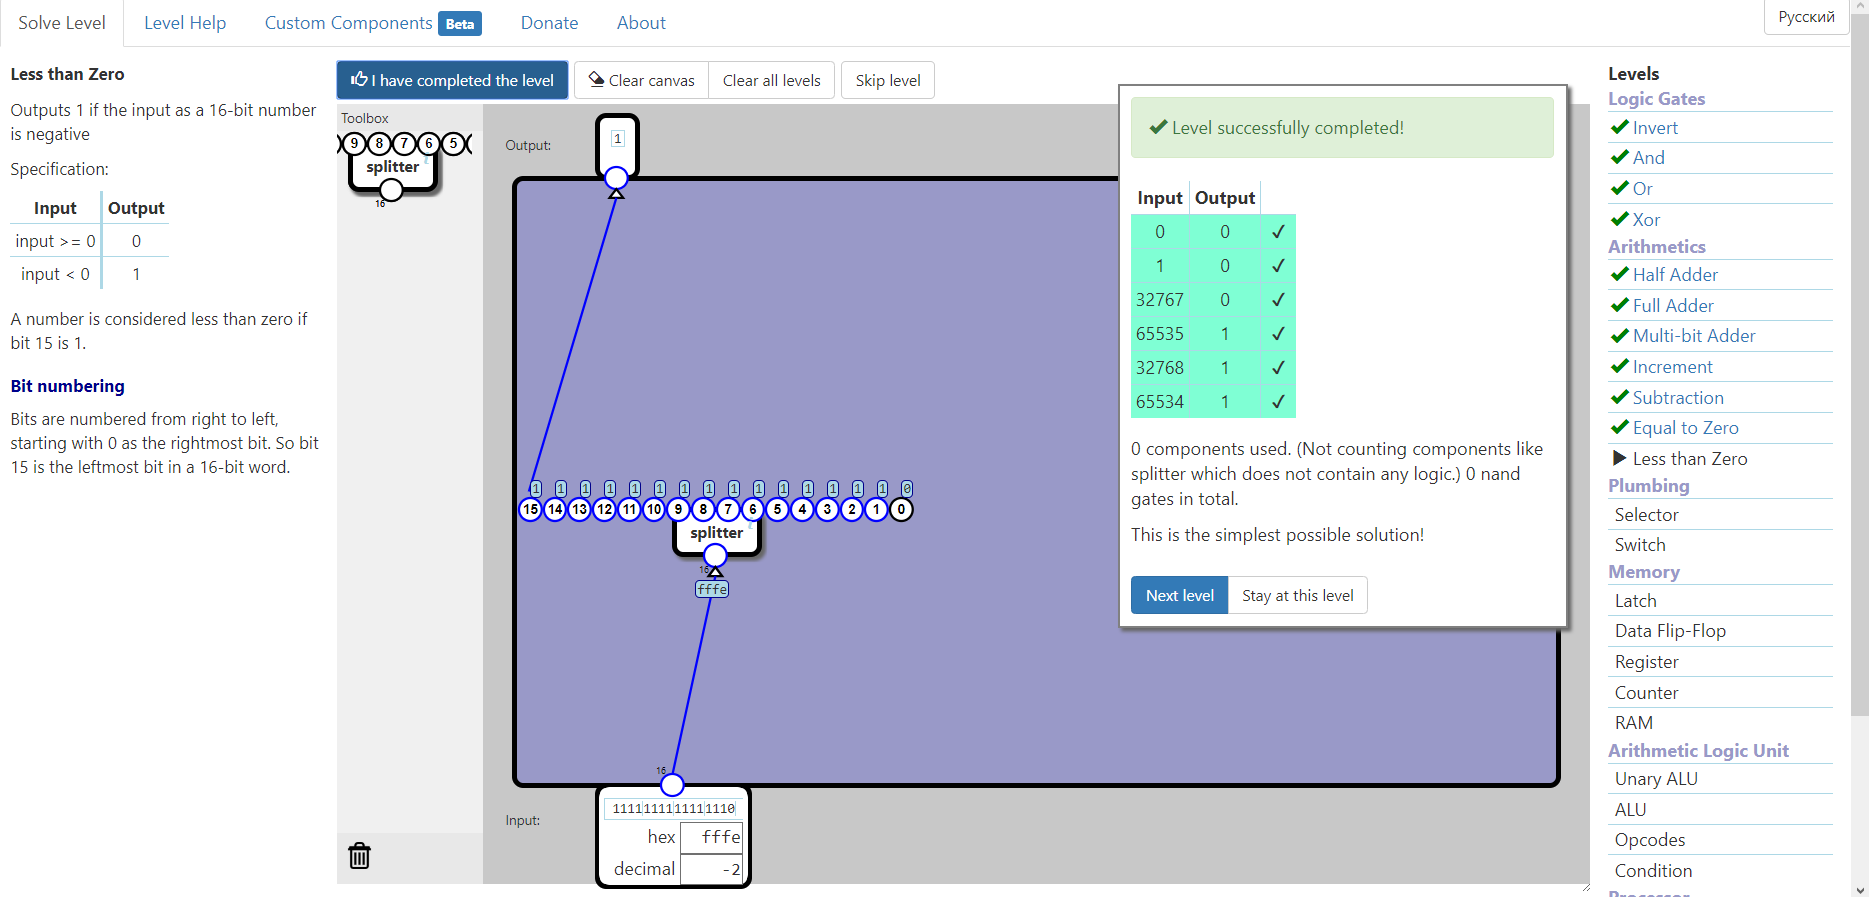 Solve Level
Level Help
Custom Components Beta
Donate
About
Русский
Less than Zero
Outputs 1 if the input as a 16-bit number
is negative
Specification:
Input Output
input >= 0 0
input < 0 1
A number is considered less than zero if
bit 15 is 1.
Bit numbering
Bits are numbered from right to left,
starting with 0 as the rightmost bit. So bit
15 is the leftmost bit in a 16-bit word.
I have completed the level
Clear canvas
Clear all levels
Skip level
Toolbox
9 8 7 6 5
splitter
16
Output:
1
1 1 1 1 1 1 1 1 1 1 1 1 1 1 1 0
15 14 13 12 11 10 9 8 7 6 5 4 3 2 1 0
splitter
16
fffe
16
Input:
1111111111111110
hex fffe
decimal -2
Level successfully completed!
Input Output
0 0
1 0
32767 0
65535 1
32768 1
65534 1
0 components used. (Not counting components like
splitter which does not contain any logic.) 0 nand
gates in total.
This is the simplest possible solution!
Next level
Stay at this level
Levels
Logic Gates
Invert
And
Or
Xor
Arithmetics
Half Adder
Full Adder
Multi-bit Adder
Increment
Subtraction
Equal to Zero
Less than Zero
Plumbing
Selector
Switch
Memory
Latch
Data Flip-Flop
Register
Counter
RAM
Arithmetic Logic Unit
Unary ALU
ALU
Opcodes
Condition